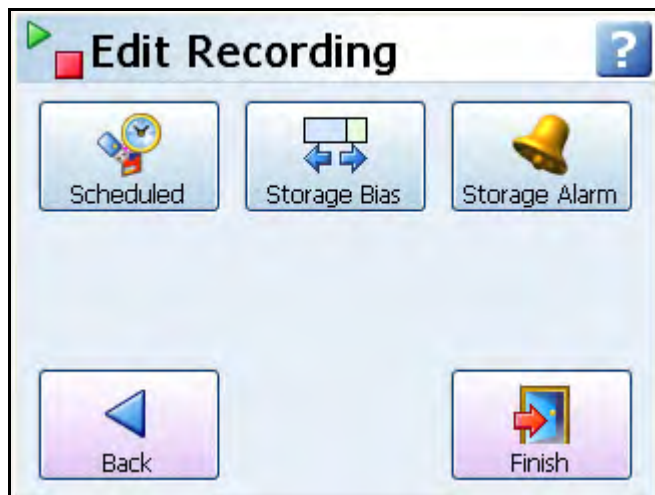 Edit Recording
?
Scheduled
Storage Bias
Storage Alarm
Back
Finish